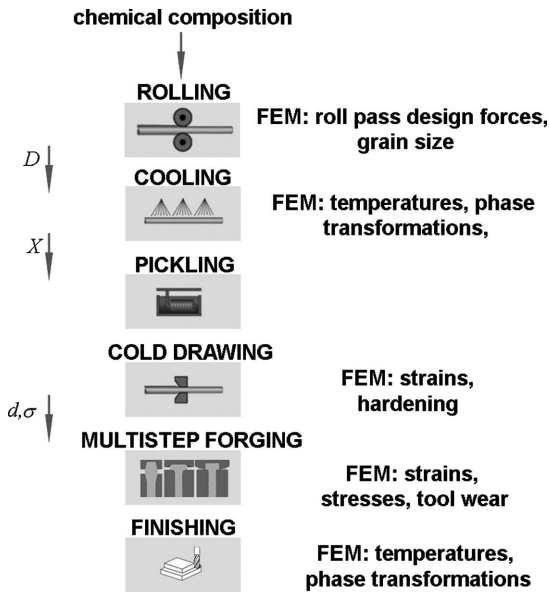 chemical composition
ROLLING
FEM: roll pass design forces,
grain size
D
COOLING
FEM: temperatures, phase
transformations,
X
PICKLING
COLD DRAWING
FEM: strains,
hardening
d,σ
MULTISTEP FORGING
FEM: strains,
stresses, tool wear
FINISHING
FEM: temperatures,
phase transformations